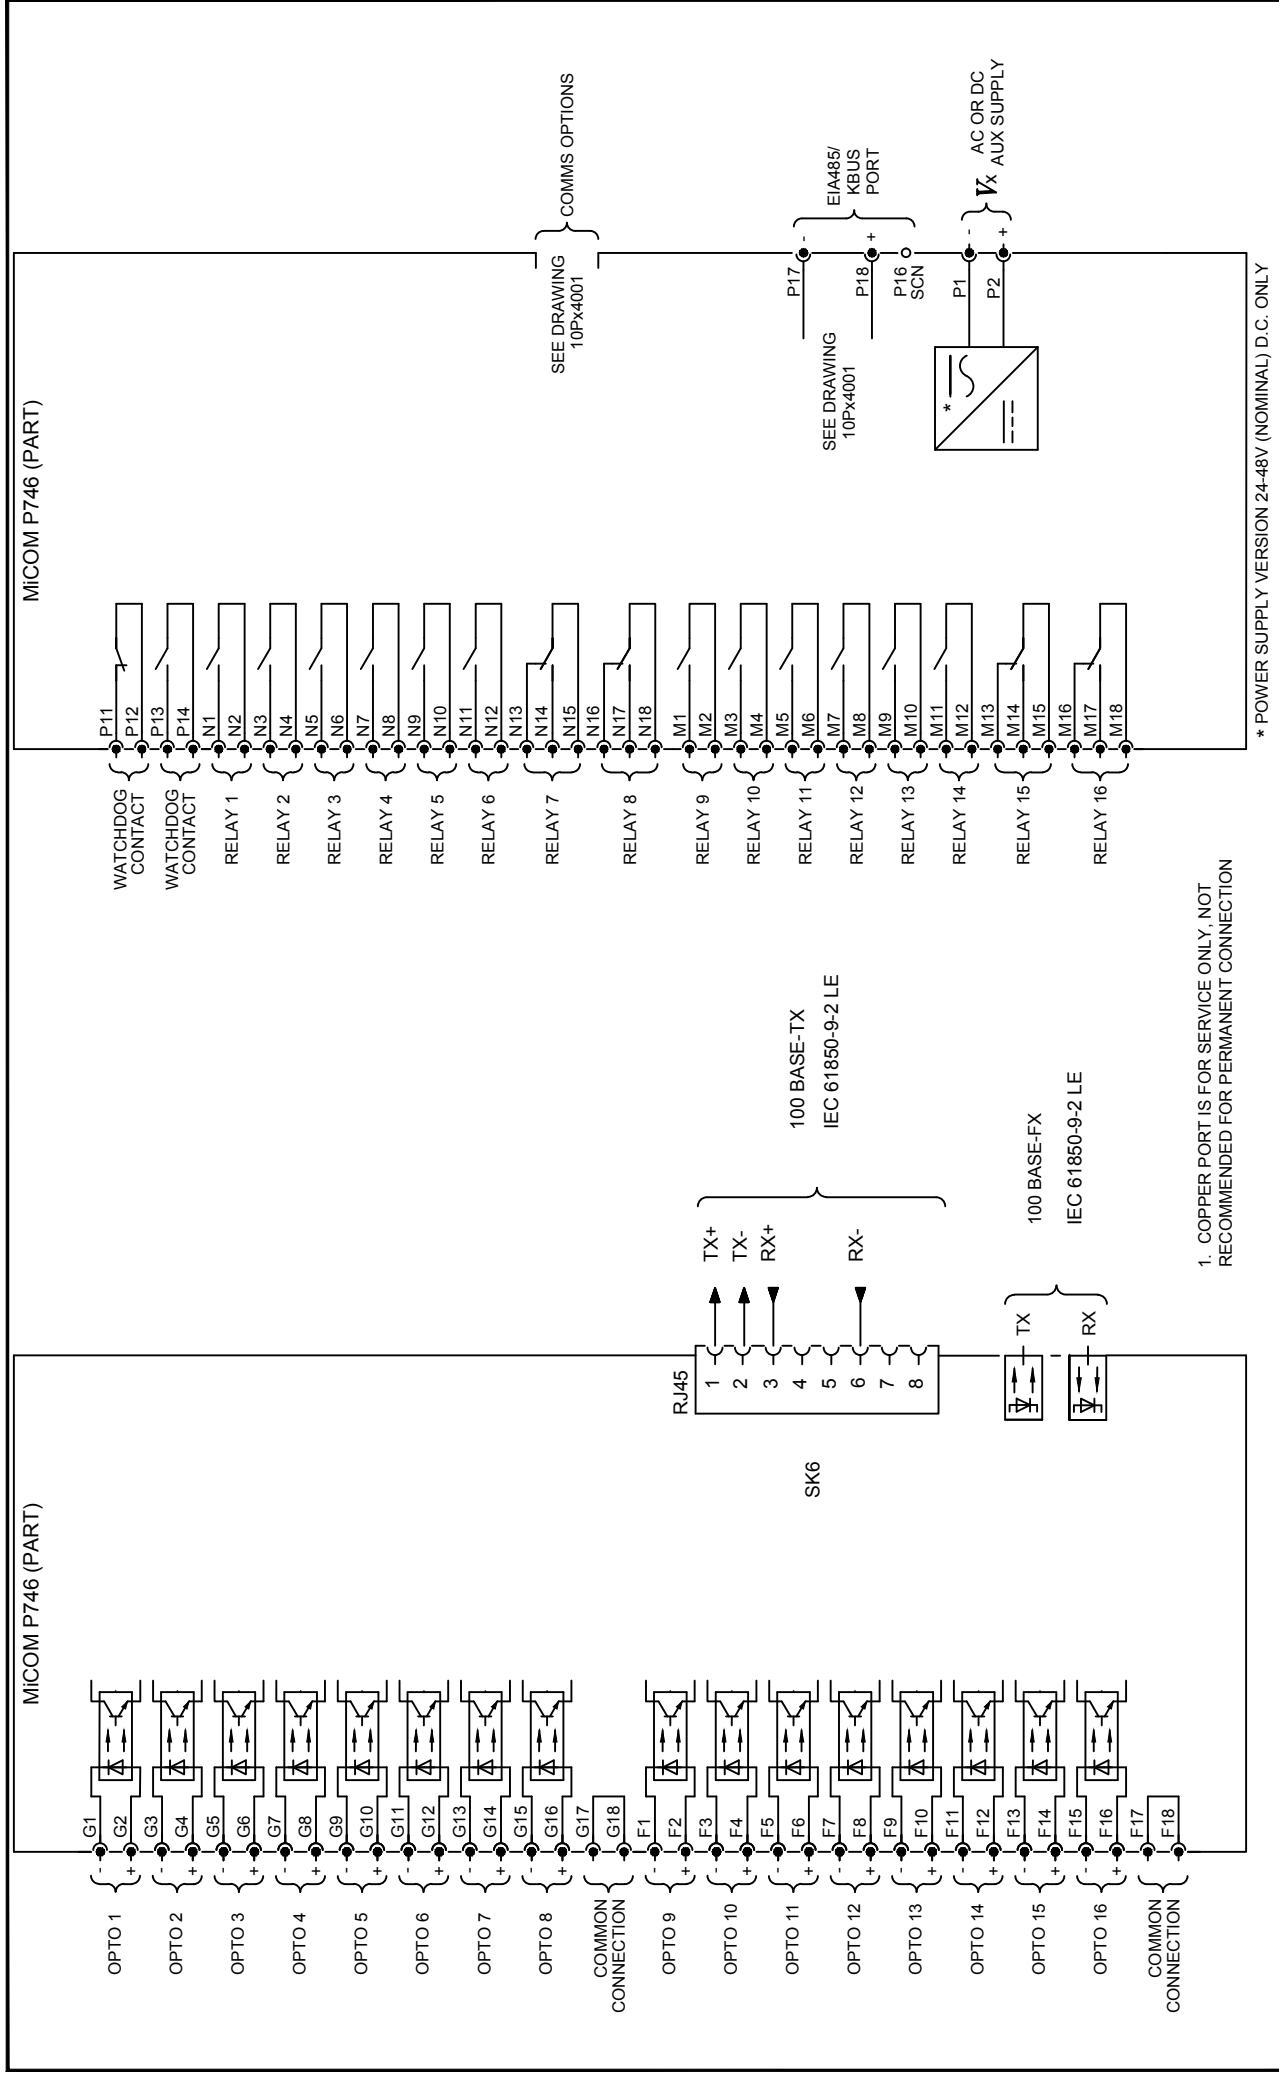 MiCOM P746 (PART)
OPTO 1
-
G1
+
G2
OPTO 2
-
G3
+
G4
OPTO 3
-
G5
+
G6
OPTO 4
-
G7
+
G8
OPTO 5
-
G9
+
G10
OPTO 6
-
G11
+
G12
OPTO 7
-
G13
+
G14
OPTO 8
-
G15
+
G16
COMMON
CONNECTION
G17
G18
OPTO 9
-
F1
+
F2
OPTO 10
-
F3
+
F4
OPTO 11
-
F5
+
F6
OPTO 12
-
F7
+
F8
OPTO 13
-
F9
+
F10
OPTO 14
-
F11
+
F12
OPTO 15
-
F13
+
F14
OPTO 16
-
F15
+
F16
COMMON
CONNECTION
F17
F18
SK6
RJ45
1
2
3
4
5
6
7
8
TX+
TX-
RX+
RX-
100 BASE-TX
IEC 61850-9-2 LE
TX
RX
100 BASE-FX
IEC 61850-9-2 LE
1. COPPER PORT IS FOR SERVICE ONLY, NOT
RECOMMENDED FOR PERMANENT CONNECTION
MiCOM P746 (PART)
WATCHDOG
CONTACT
P11
P12
WATCHDOG
CONTACT
P13
P14
RELAY 1
N1
N2
RELAY 2
N3
N4
RELAY 3
N5
N6
RELAY 4
N7
N8
RELAY 5
N9
N10
RELAY 6
N11
N12
RELAY 7
N13
N14
N15
RELAY 8
N16
N17
N18
RELAY 9
M1
M2
RELAY 10
M3
M4
RELAY 11
M5
M6
RELAY 12
M7
M8
RELAY 13
M9
M10
RELAY 14
M11
M12
RELAY 15
M13
M14
M15
RELAY 16
M16
M17
M18
SEE DRAWING
10Px4001
COMMS OPTIONS
SEE DRAWING
10Px4001
P17
-
P18
+
P16
SCN
EIA485/
KBUS
PORT
*
P1
-
P2
+
Vx
AC OR DC
AUX SUPPLY
* POWER SUPPLY VERSION 24-48V (NOMINAL) D.C. ONLY